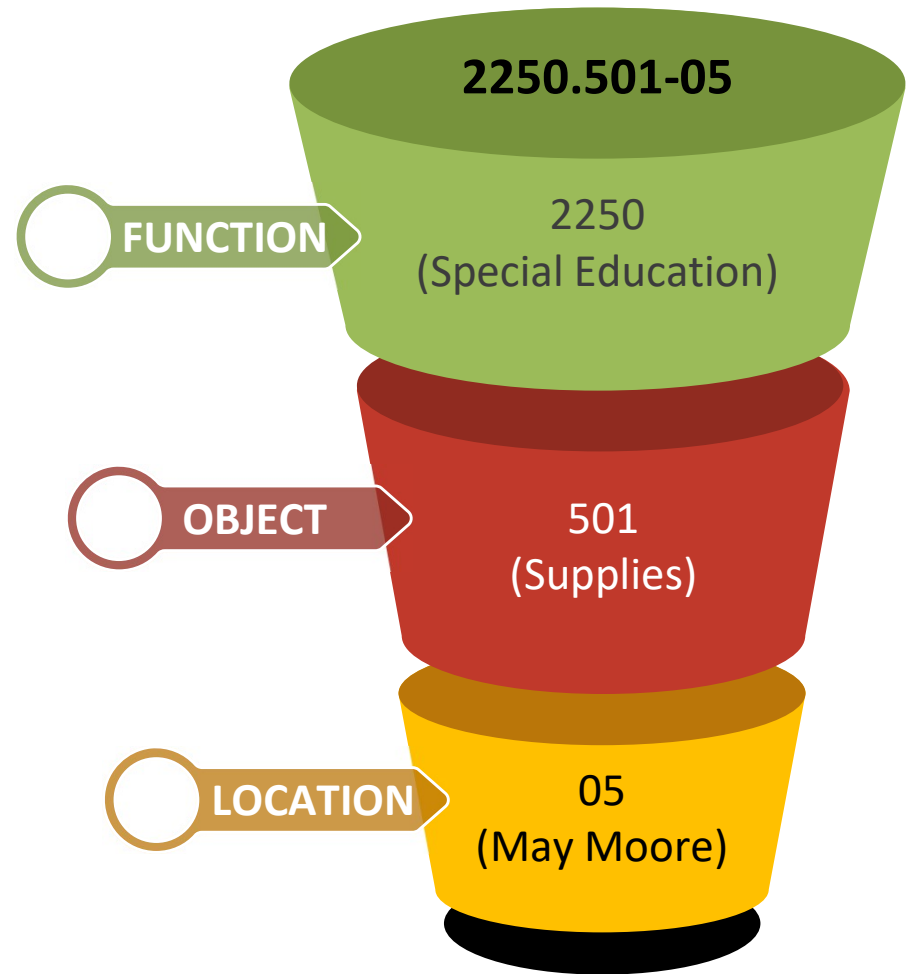 2250.501-05
FUNCTION
2250
(Special Education)
OBJECT
501
(Supplies)
LOCATION
05
(May Moore)